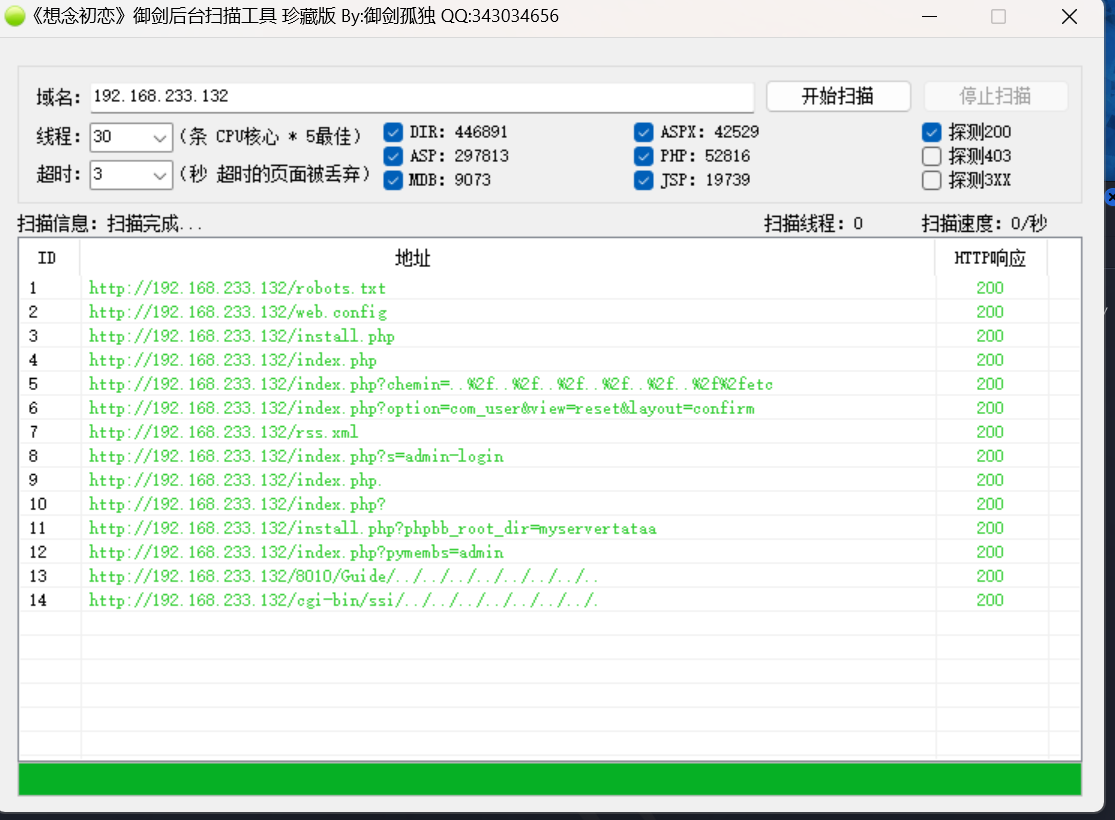 《想念初恋》御剑后台扫描工具 珍藏版 By:御剑孤独 QQ:343034656
域名: 192.168.233.132 开始扫描 停止扫描
线程: 30 (条 CPU核心 * 5最佳) DIR: 446891 ASPX: 42529 探测200
ASP: 297813 PHP: 52816 探测403
超时: 3 (秒 超时的页面被丢弃) MDB: 9073 JSP: 19739 探测3XX
扫描信息: 扫描完成... 扫描线程: 0 扫描速度: 0/秒
ID 地址 HTTP响应
1 http://192.168.233.132/robots.txt 200
2 http://192.168.233.132/web.config 200
3 http://192.168.233.132/install.php 200
4 http://192.168.233.132/index.php 200
5 http://192.168.233.132/index.php?chemin=..%2f..%2f..%2f..%2f..%2f..%2f%2fetc 200
6 http://192.168.233.132/index.php?option=com_user&view=reset&layout=confirm 200
7 http://192.168.233.132/rss.xml 200
8 http://192.168.233.132/index.php?s=admin-login 200
9 http://192.168.233.132/index.php. 200
10 http://192.168.233.132/index.php? 200
11 http://192.168.233.132/install.php?phpbb_root_dir=myservertataa 200
12 http://192.168.233.132/index.php?pymembs=admin 200
13 http://192.168.233.132/8010/Guide/../../../../../../../.. 200
14 http://192.168.233.132/cgi-bin/ssi/../../../../../../../. 200